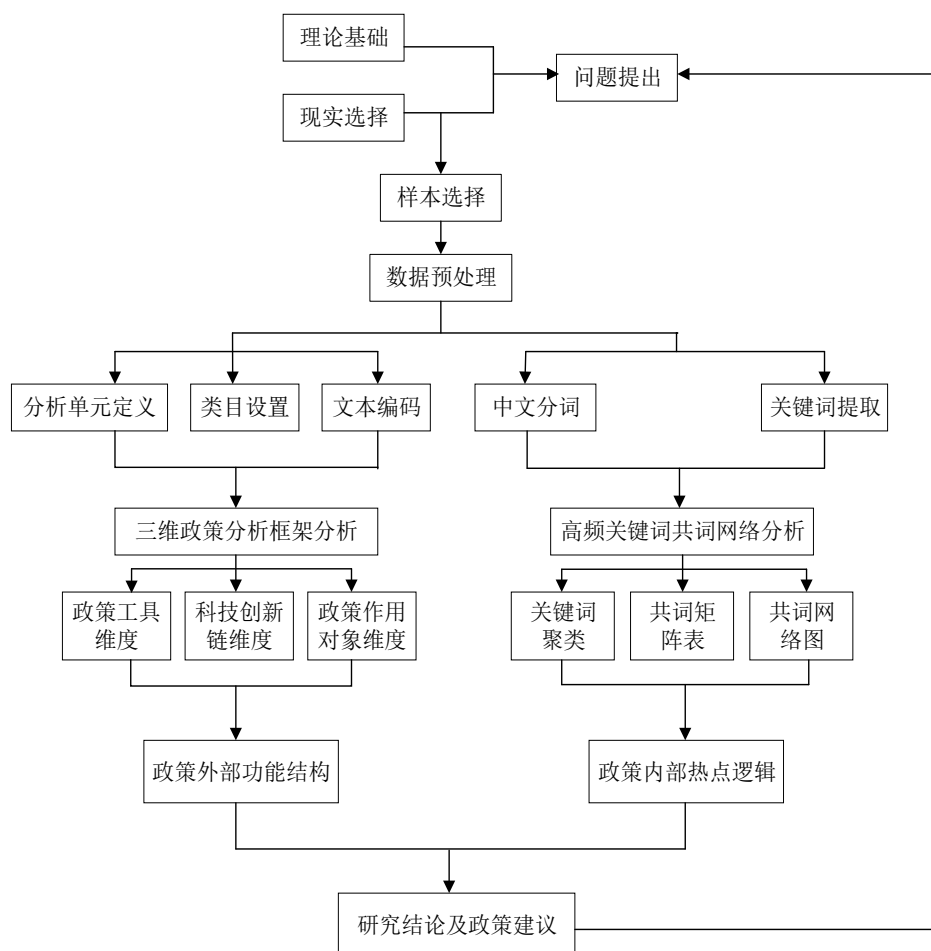 理论基础
问题提出
现实选择
样本选择
数据预处理
分析单元定义
类目设置
文本编码
中文分词
关键词提取
三维政策分析框架分析
高频关键词共词网络分析
政策工具
维度
科技创新
链维度
政策作用
对象维度
关键词
聚类
共词矩
阵表
共词网
络图
政策外部功能结构
政策内部热点逻辑
研究结论及政策建议